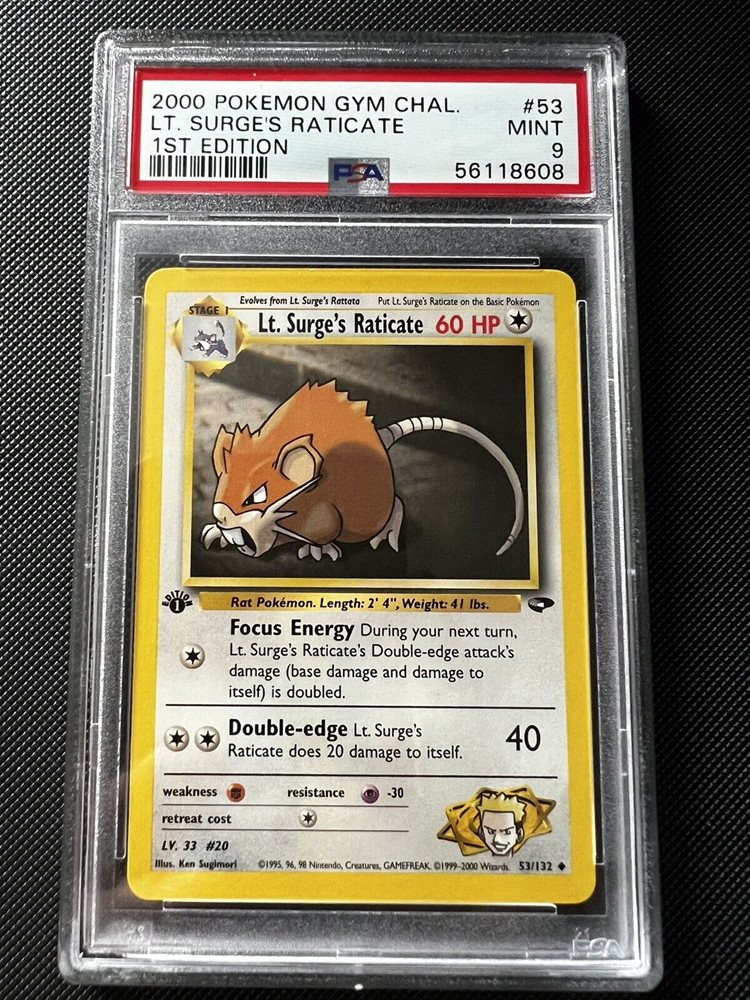 2000 POKEMON GYM CHAL. #53
LT. SURGE'S RATICATE MINT
1ST EDITION 9
PSA 56118608
Evolves from Lt. Surge's Rattata Put Lt. Surge's Raticate on the Basic Pokémon
STAGE 1
Lt. Surge's Raticate 60 HP
EDITION
1
Rat Pokémon. Length: 2' 4", Weight: 41 lbs.
Focus Energy During your next turn,
Lt. Surge's Raticate's Double-edge attack's
damage (base damage and damage to
itself) is doubled.
Double-edge Lt. Surge's 40
Raticate does 20 damage to itself.
weakness resistance -30
retreat cost
LV. 33 #20
Illus. Ken Sugimori ©1995, 96, 98 Nintendo, Creatures, GAMEFREAK. ©1999-2000 Wizards. 53/132
PSA